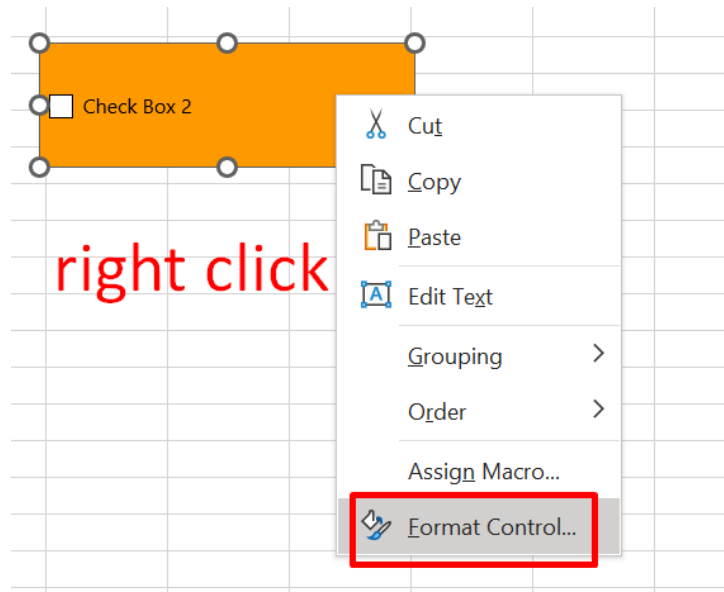 Check Box 2
Cut
Copy
Paste
right click
Edit Text
Grouping
Order
Assign Macro...
Format Control...